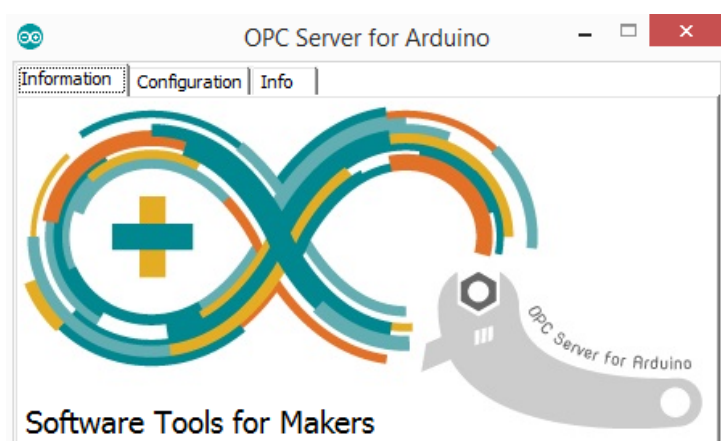 OPC Server for Arduino
Information Configuration Info
OPC Server for Arduino
Software Tools for Makers